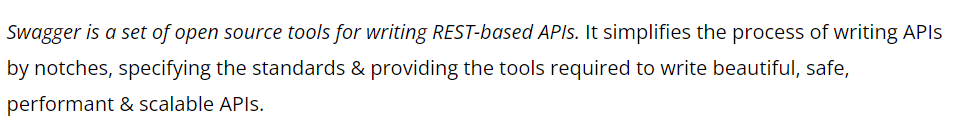 Swagger is a set of open source tools for writing REST-based APIs. It simplifies the process of writing APIs
by notches, specifying the standards & providing the tools required to write beautiful, safe,
performant & scalable APIs.